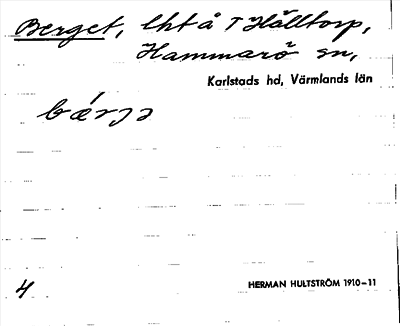 Berget, lht å T Hälltorp,
Hammarö sn,
Karlstads hd, Värmlands län
bærjə
4
HERMAN HULTSTRÖM 1910-11